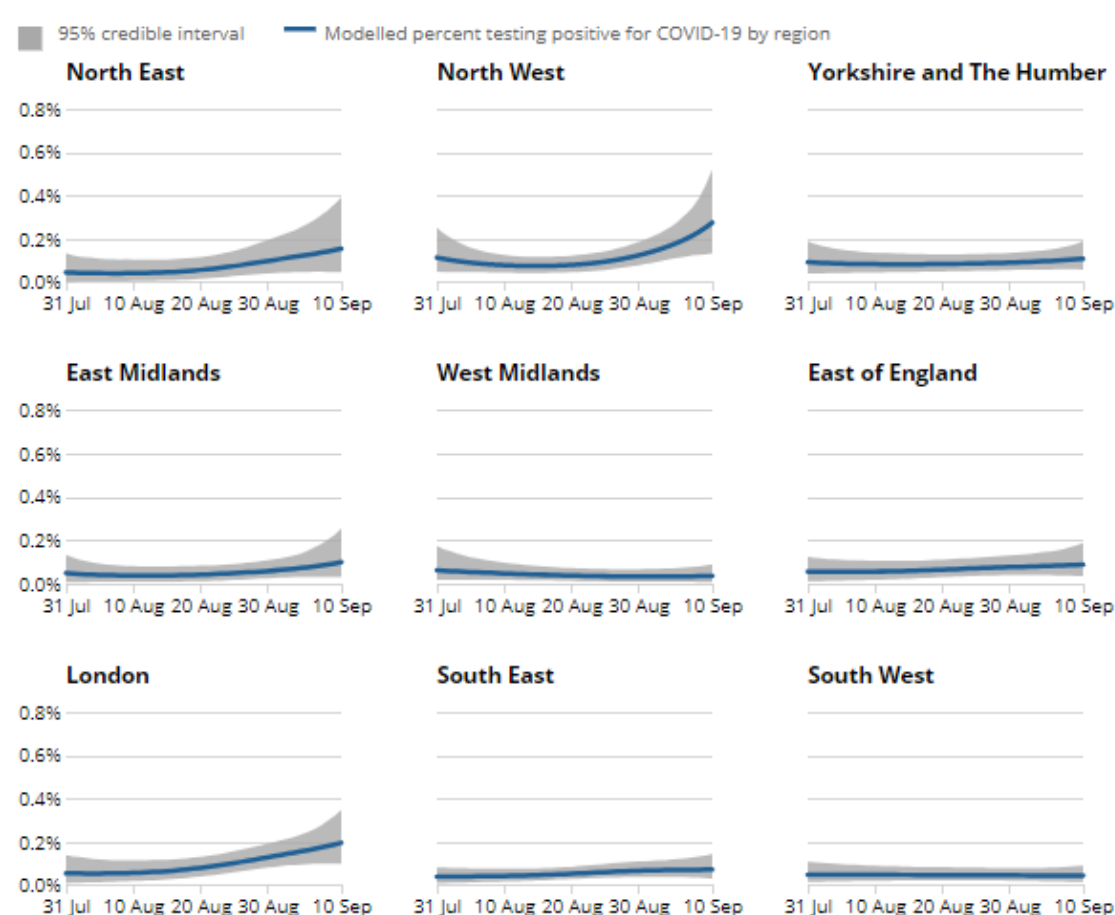 95% credible interval Modelled percent testing positive for COVID-19 by region
North East North West Yorkshire and The Humber
0.8%
0.6%
0.4%
0.2%
0.0%
31 Jul 10 Aug 20 Aug 30 Aug 10 Sep 31 Jul 10 Aug 20 Aug 30 Aug 10 Sep 31 Jul 10 Aug 20 Aug 30 Aug 10 Sep
East Midlands West Midlands East of England
0.8%
0.6%
0.4%
0.2%
0.0%
31 Jul 10 Aug 20 Aug 30 Aug 10 Sep 31 Jul 10 Aug 20 Aug 30 Aug 10 Sep 31 Jul 10 Aug 20 Aug 30 Aug 10 Sep
London South East South West
0.8%
0.6%
0.4%
0.2%
0.0%
31 Jul 10 Aug 20 Aug 30 Aug 10 Sep 31 Jul 10 Aug 20 Aug 30 Aug 10 Sep 31 Jul 10 Aug 20 Aug 30 Aug 10 Sep